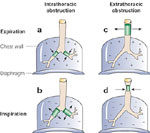 Intrathoracic
obstruction
Extrathoracic
obstruction
Expiration
a
c
Chest wall
Diaphragm
b
d
Inspiration